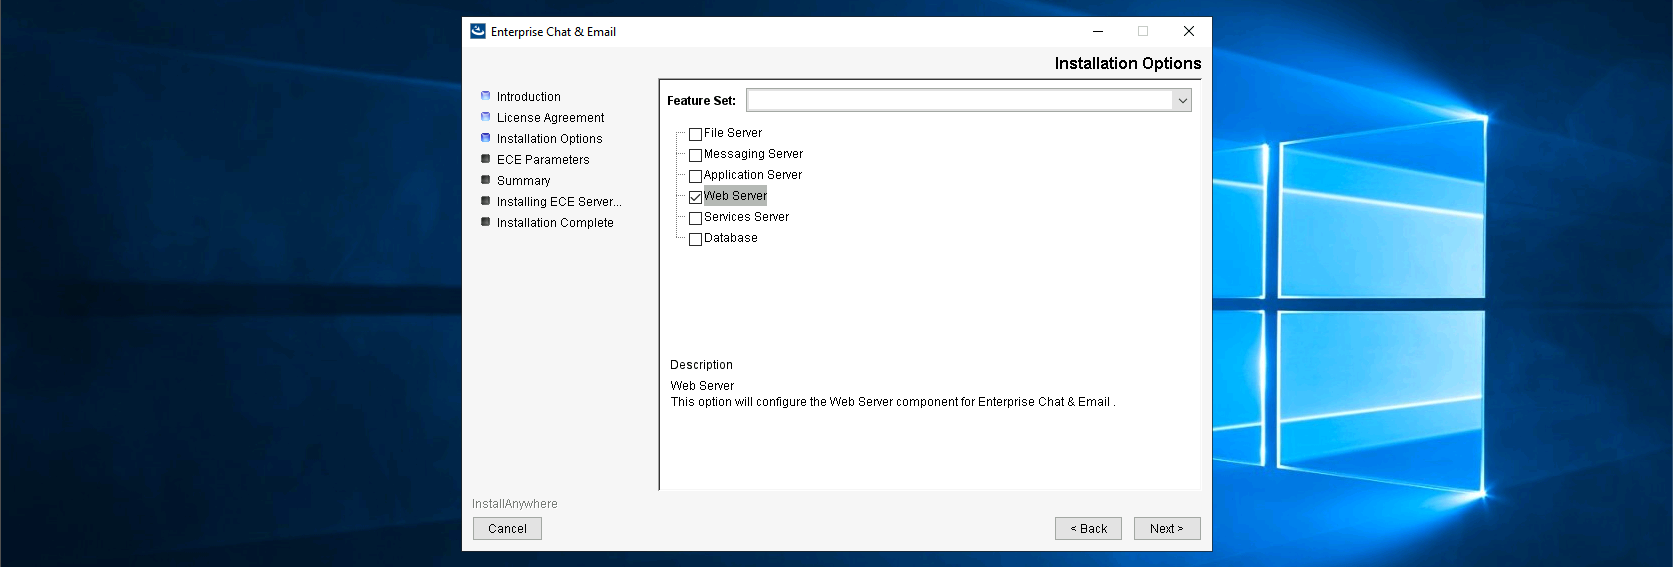 Enterprise Chat & Email
Installation Options
Introduction
License Agreement
Installation Options
ECE Parameters
Summary
Installing ECE Server...
Installation Complete
Feature Set:
File Server
Messaging Server
Application Server
Web Server
Services Server
Database
Description
Web Server
This option will configure the Web Server component for Enterprise Chat & Email .
InstallAnywhere
Cancel
< Back
Next >